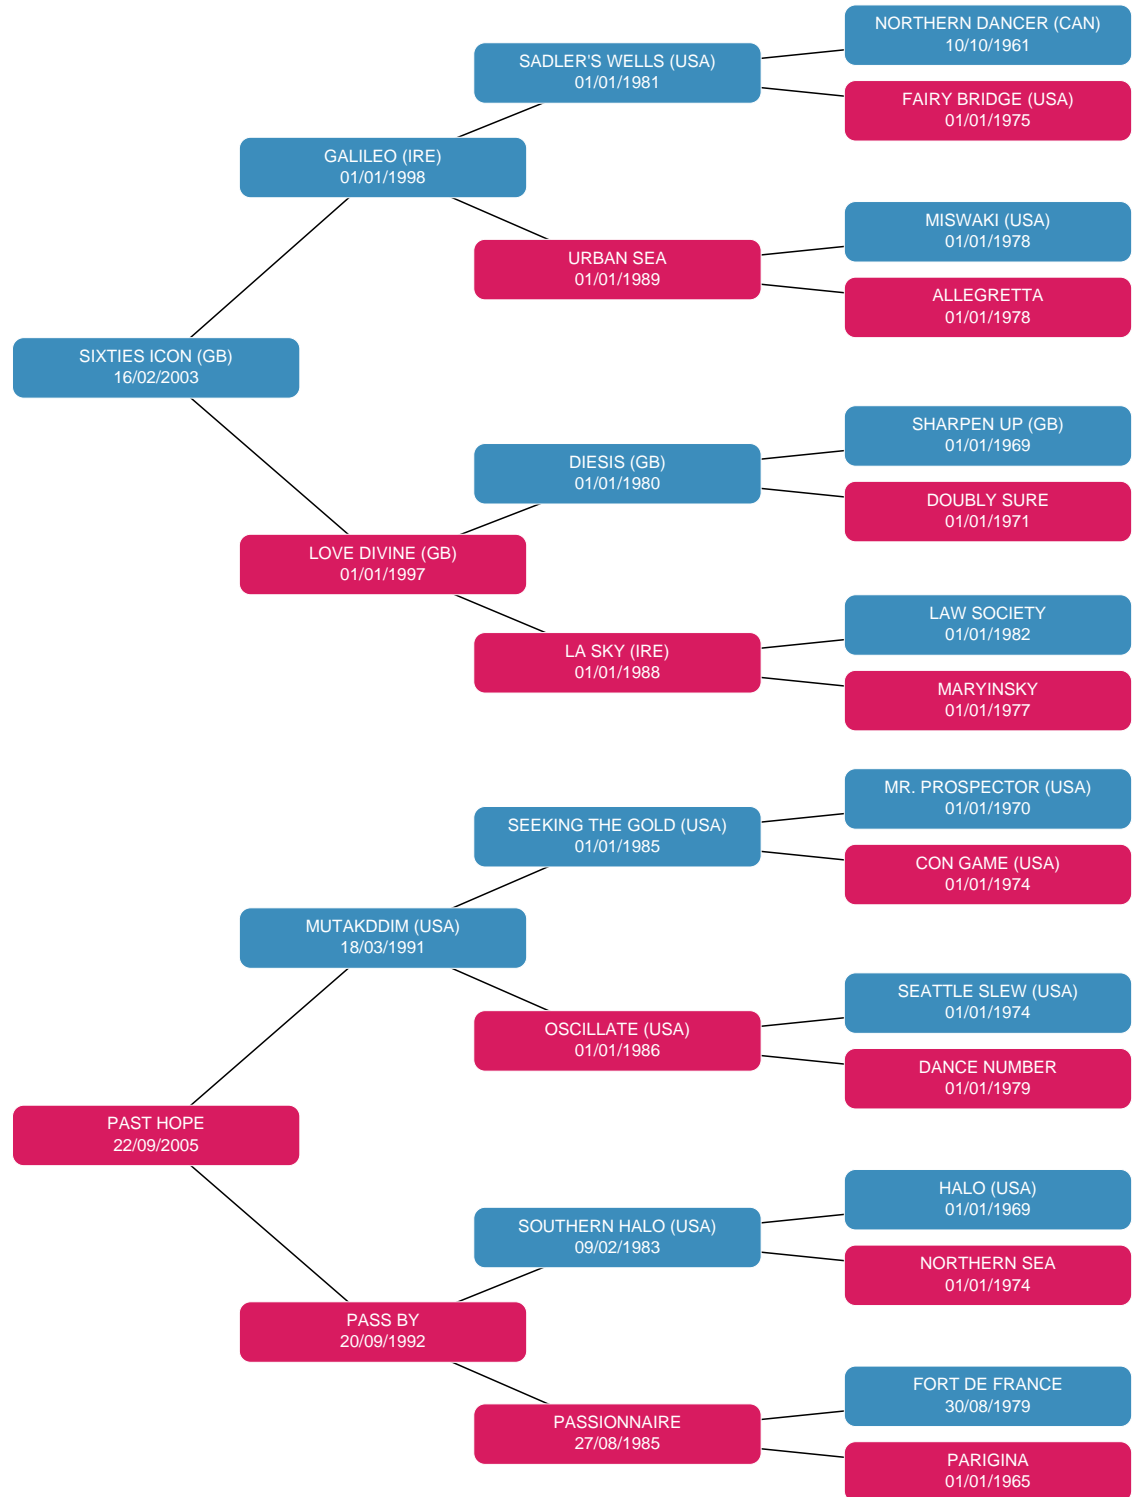 NORTHERN DANCER (CAN)
10/10/1961
SADLER'S WELLS (USA)
01/01/1981
FAIRY BRIDGE (USA)
01/01/1975
GALILEO (IRE)
01/01/1998
MISWAKI (USA)
01/01/1978
URBAN SEA
01/01/1989
ALLEGRETTA
01/01/1978
SIXTIES ICON (GB)
16/02/2003
SHARPEN UP (GB)
01/01/1969
DIESIS (GB)
01/01/1980
DOUBLY SURE
01/01/1971
LOVE DIVINE (GB)
01/01/1997
LAW SOCIETY
01/01/1982
LA SKY (IRE)
01/01/1988
MARYINSKY
01/01/1977
MR. PROSPECTOR (USA)
01/01/1970
SEEKING THE GOLD (USA)
01/01/1985
CON GAME (USA)
01/01/1974
MUTAKDDIM (USA)
18/03/1991
SEATTLE SLEW (USA)
01/01/1974
OSCILLATE (USA)
01/01/1986
DANCE NUMBER
01/01/1979
PAST HOPE
22/09/2005
HALO (USA)
01/01/1969
SOUTHERN HALO (USA)
09/02/1983
NORTHERN SEA
01/01/1974
PASS BY
20/09/1992
FORT DE FRANCE
30/08/1979
PASSIONNAIRE
27/08/1985
PARIGINA
01/01/1965